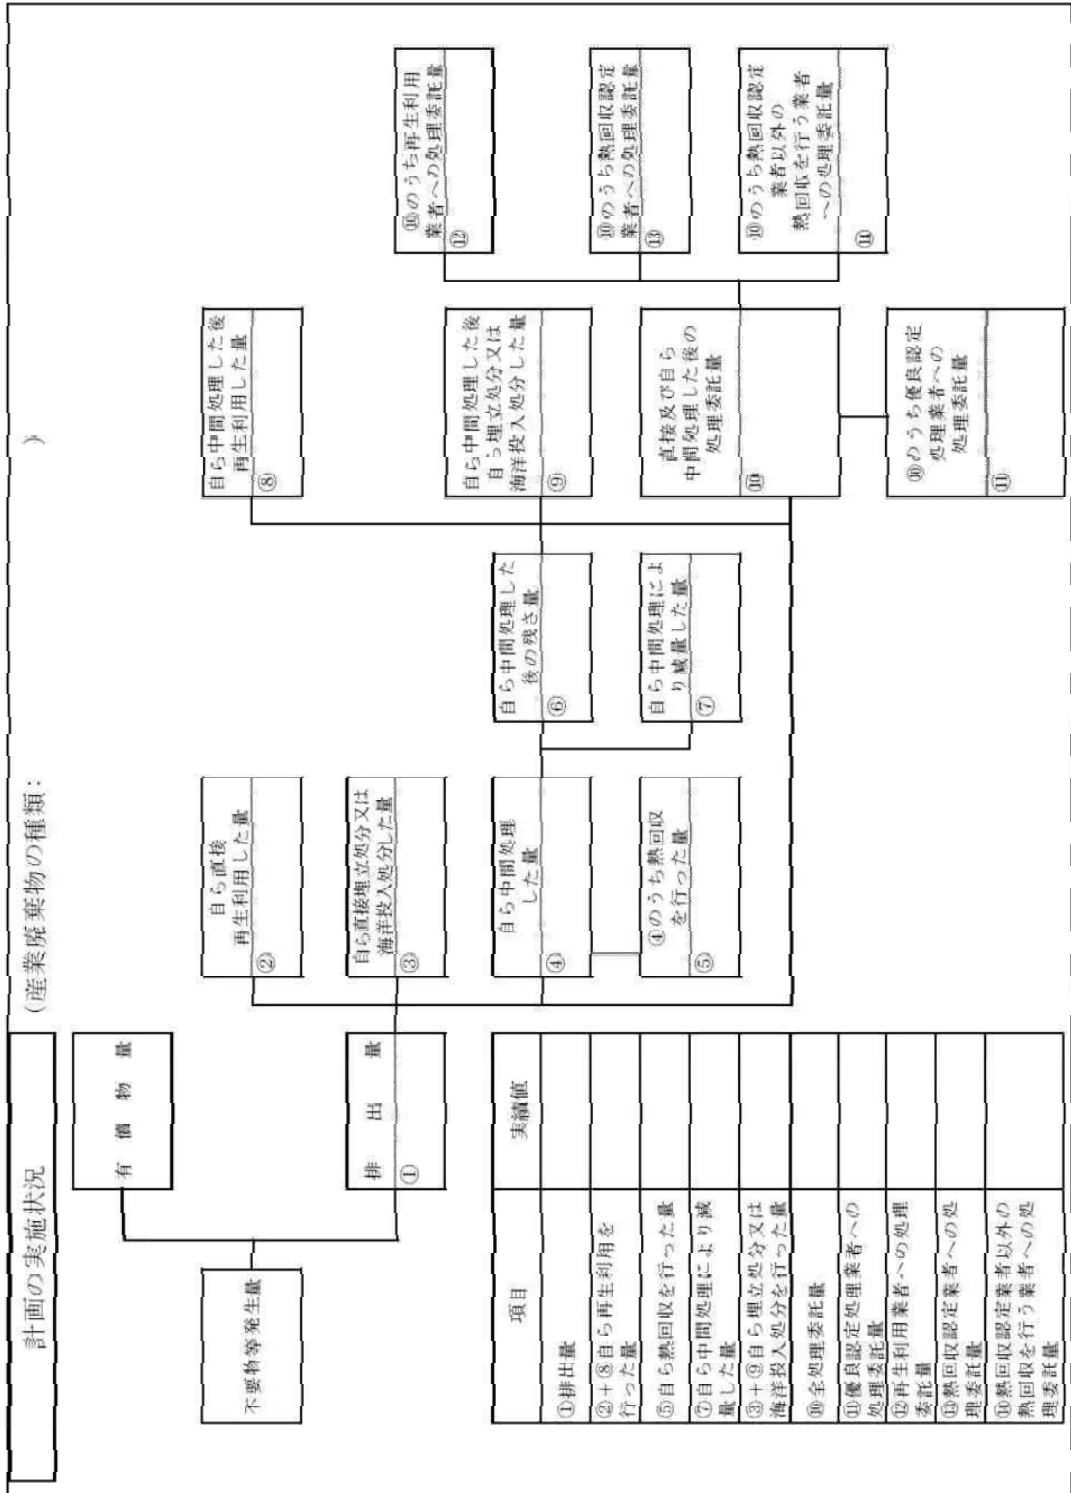 計画の実施状況
(産業廃棄物の種類:
)
不要物等発生量
有価物量
排出量
①
自ら直接
再生利用した量
②
自ら直接埋立処分又は
海洋投入処分した量
③
自ら中間処理
した量
④
④のうち熱回収
を行った量
⑤
自ら中間処理した
後の残さ量
⑥
自ら中間処理によ
り減量した量
⑦
自ら中間処理した後
再生利用した量
⑧
自ら中間処理した後
自ら埋立処分又は
海洋投入処分した量
⑨
直接及び自ら
中間処理した後の
処理委託量
⑩
⑩のうち優良認定
処理業者への
処理委託量
⑪
⑩のうち再生利用
業者への処理委託量
⑫
⑩のうち熱回収認定
業者への処理委託量
⑬
⑩のうち熱回収認定
業者以外の
熱回収を行う業者
への処理委託量
⑭
項目
実績値
①排出量
②+⑧自ら再生利用を
行った量
⑤自ら熱回収を行った量
⑦自ら中間処理により減
量した量
③+⑨自ら埋立処分又は
海洋投入処分を行った量
⑩全処理委託量
⑪優良認定処理業者への
処理委託量
⑫再生利用業者への処理
委託量
⑬熱回収認定業者への処
理委託量
⑭熱回収認定業者以外の
熱回収を行う業者への処
理委託量